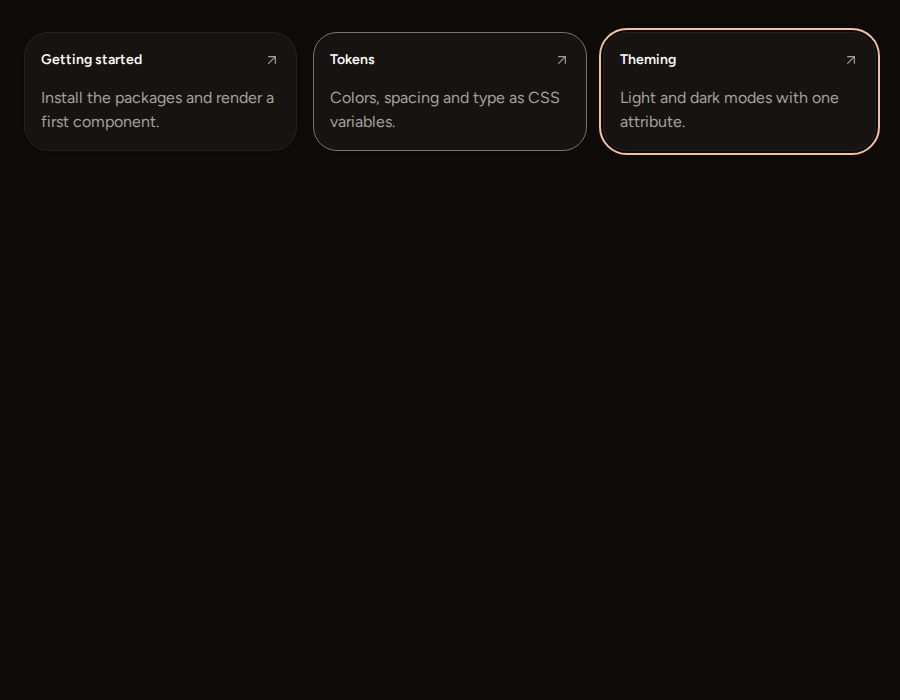 Getting started
Install the packages and render a
first component.
Tokens
Colors, spacing and type as CSS
variables.
Theming
Light and dark modes with one
attribute.